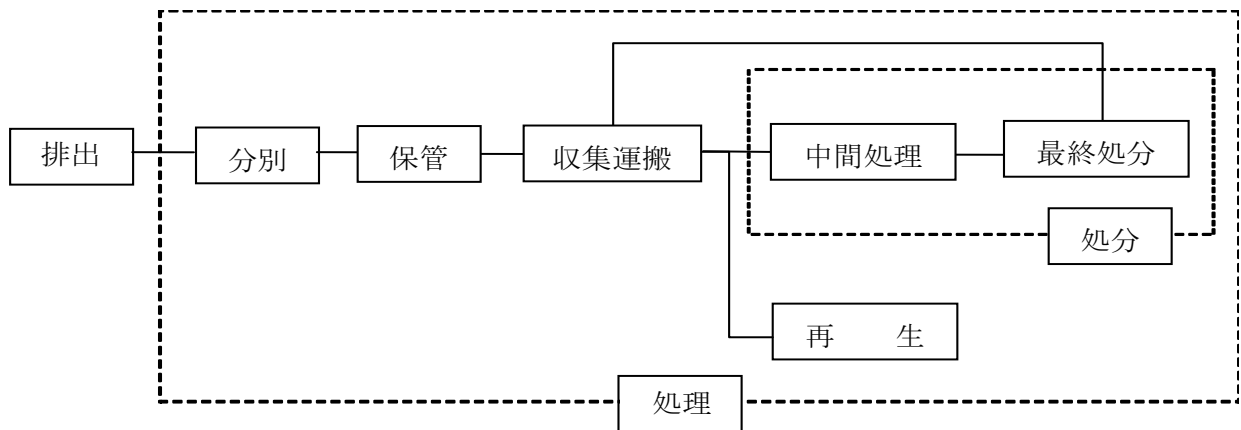 排出
分別
保管
収集運搬
中間処理
最終処分
処分
再　　生
処理